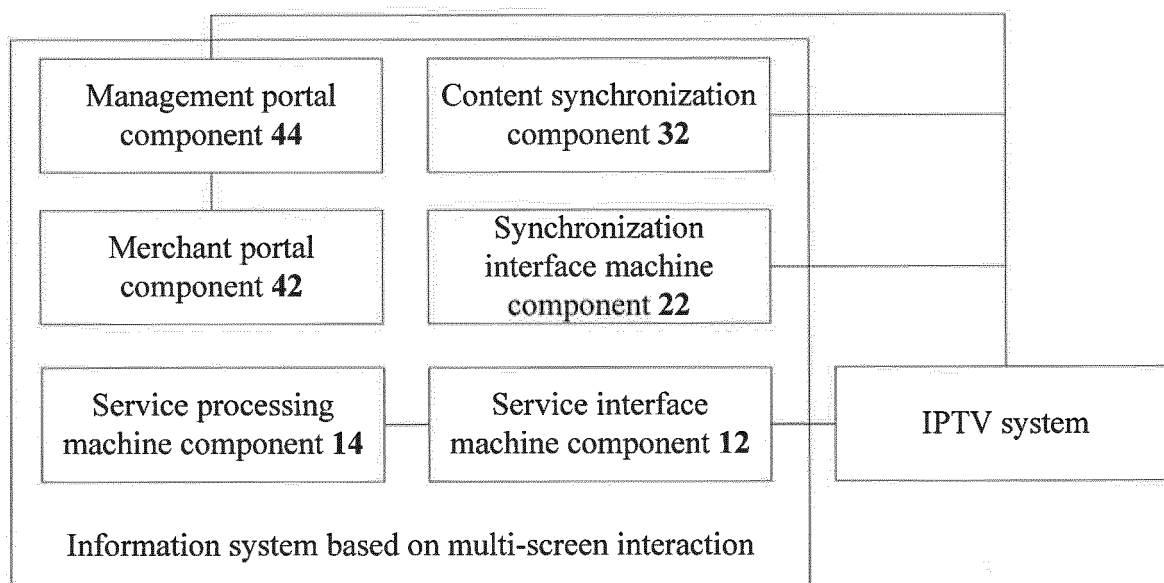 Management portal
component 44
Content synchronization
component 32
Merchant portal
component 42
Synchronization
interface machine
component 22
Service processing
machine component 14
Service interface
machine component 12
IPTV system
Information system based on multi-screen interaction